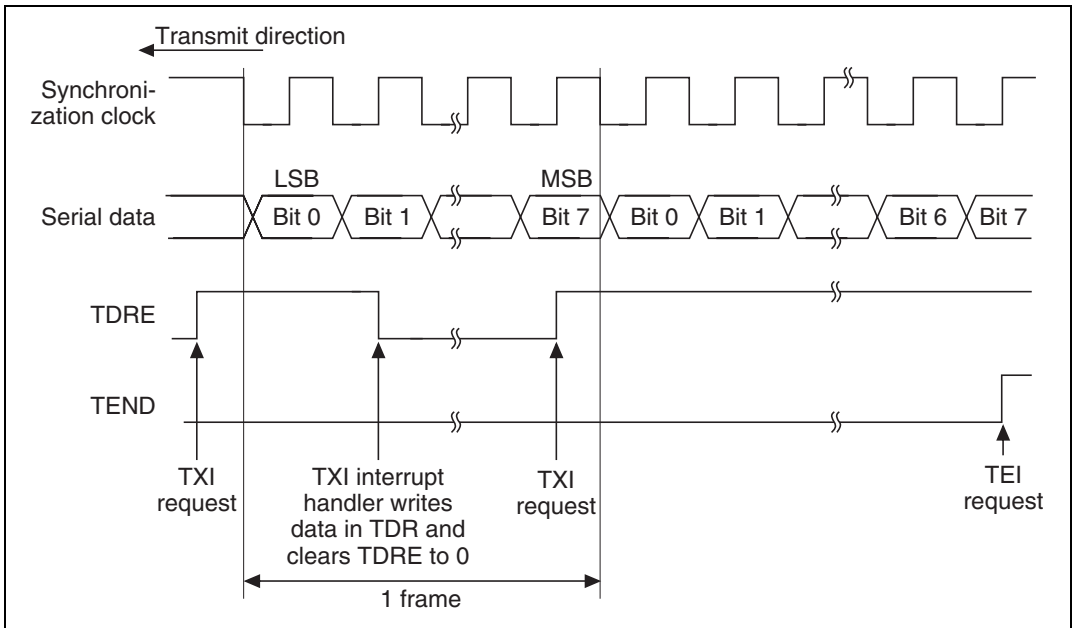 Transmit direction
Synchroni-
zation clock
LSB
MSB
Serial data
Bit 0
Bit 1
Bit 7
Bit 0
Bit 1
Bit 6
Bit 7
TDRE
TEND
TXI
request
TXI interrupt
handler writes
data in TDR and
clears TDRE to 0
TXI
request
TEI
request
1 frame